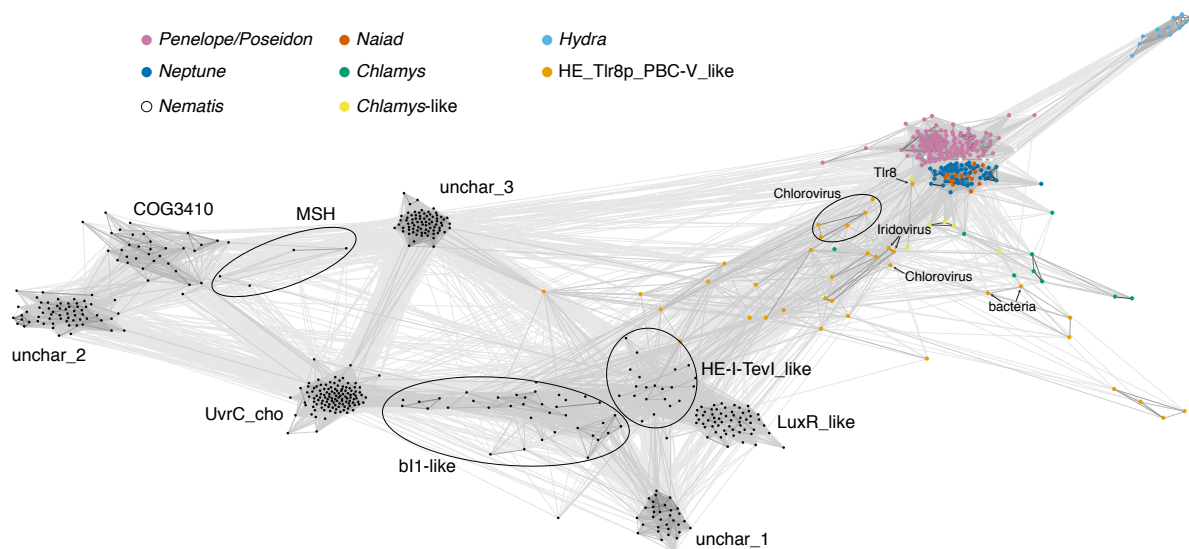 Penelope/Poseidon
Naiad
Hydra
Neptune
Chlamys
HE_Tlr8p_PBC-V_like
Nematis
Chlamys-like
Tlr8
unchar_3
Chlorovirus
COG3410
MSH
Iridovirus
Chlorovirus
bacteria
unchar_2
HE-I-TevI_like
UvrC_cho
LuxR_like
bI1-like
unchar_1